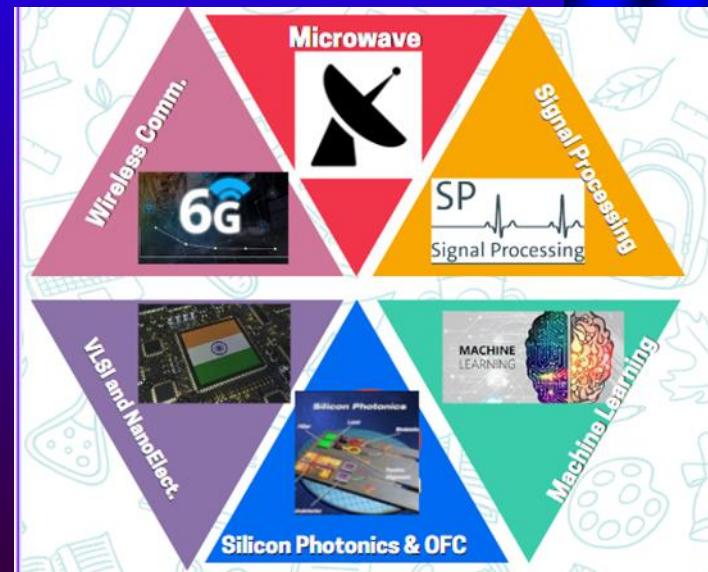 Microwave
Wireless Comm.
6G
Signal Processing
SP
Signal Processing
VLSI and NanoElect.
Silicon Photonics
Laser
MACHINE
LEARNING
Machine Learning
Silicon Photonics & OFC